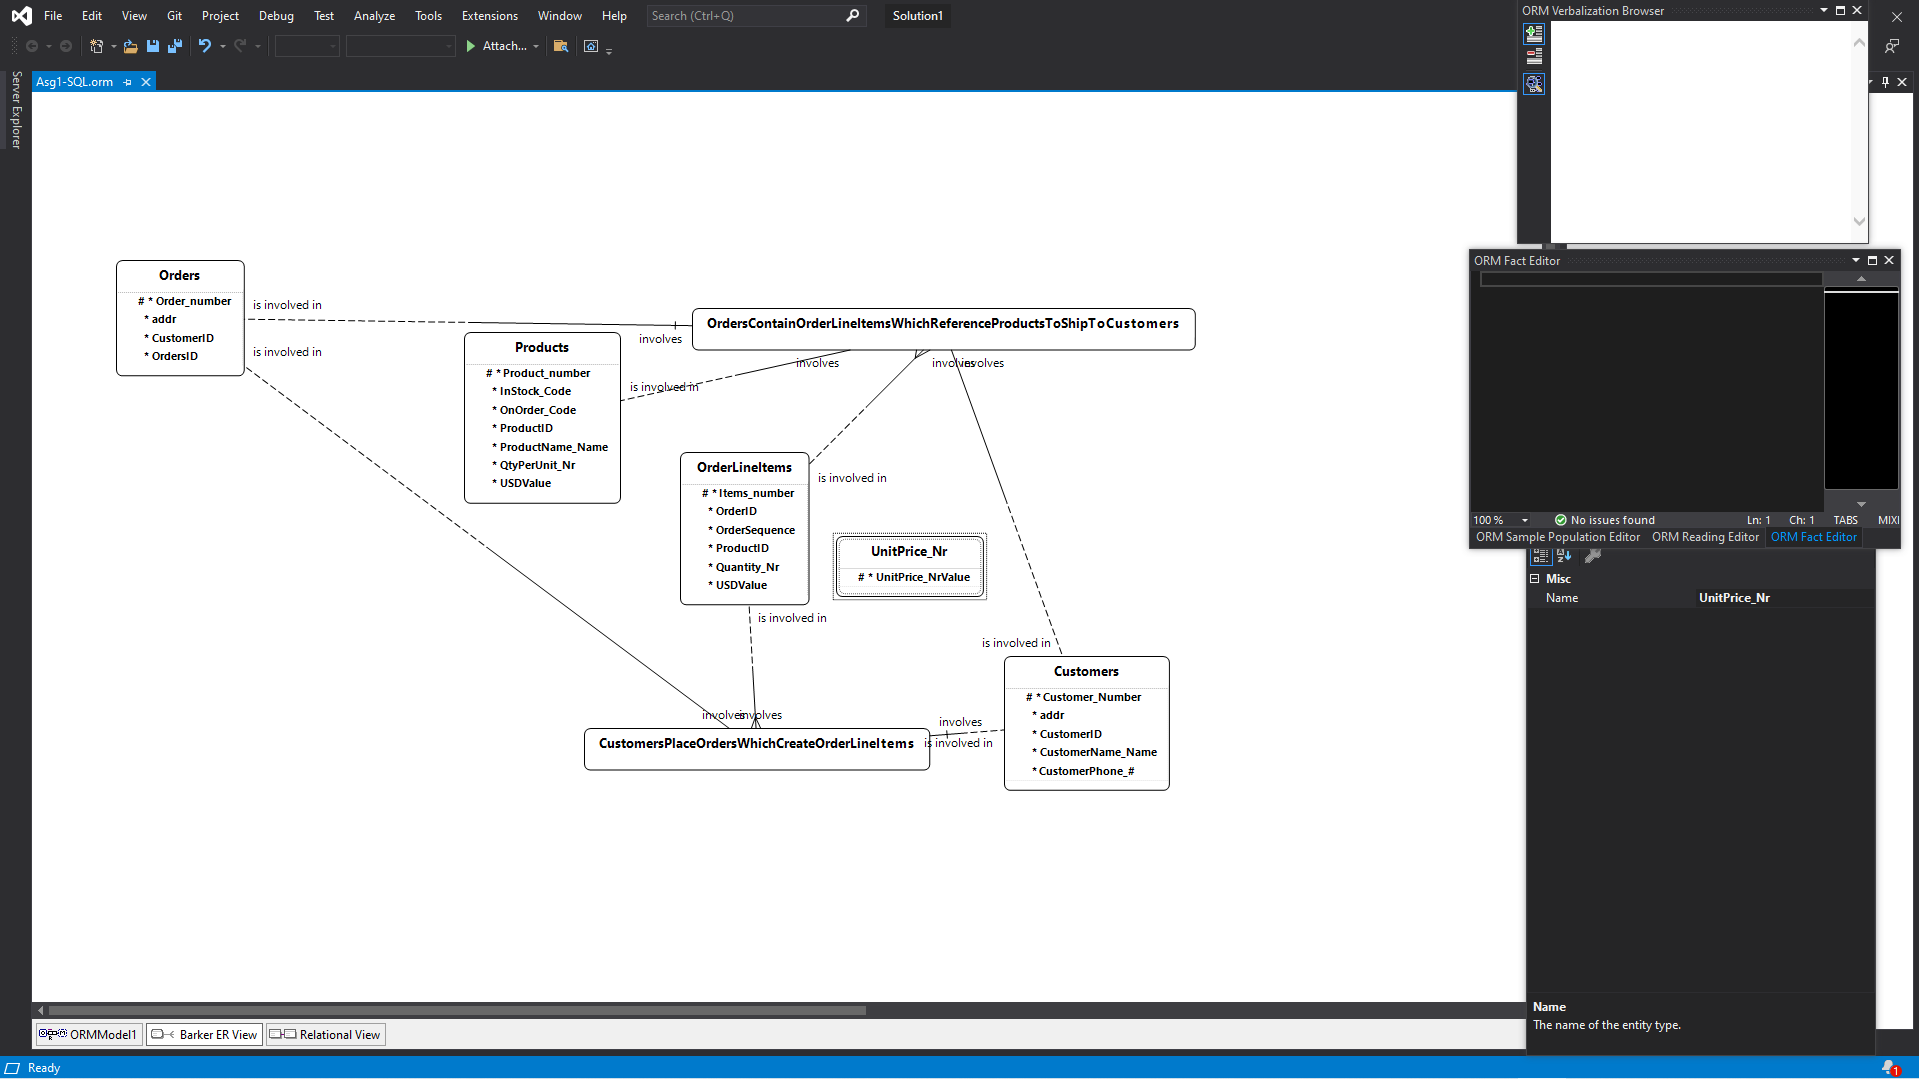 File Edit View Git Project Debug Test Analyze Tools Extensions Window Help Search (Ctrl+Q) Solution1
Attach...
Server Explorer
Asg1-SQL.orm
Orders
# * Order_number
* addr
* CustomerID
* OrdersID
is involved in
is involved in
OrdersContainOrderLineItemsWhichReferenceProductsToShipToCustomers
involves
Products
# * Product_number
* InStock_Code
* OnOrder_Code
* ProductID
* ProductName_Name
* QtyPerUnit_Nr
* USDValue
involves
involves
involves
is involved in
OrderLineItems
# * Items_number
* OrderID
* OrderSequence
* ProductID
* Quantity_Nr
* USDValue
is involved in
UnitPrice_Nr
# * UnitPrice_NrValue
is involved in
is involved in
Customers
# * Customer_Number
* addr
* CustomerID
* CustomerName_Name
* CustomerPhone_#
involves
involves
CustomersPlaceOrdersWhichCreateOrderLineItems
involves
is involved in
ORM Verbalization Browser
ORM Fact Editor
100 % No issues found Ln: 1 Ch: 1 TABS MIXI
ORM Sample Population Editor ORM Reading Editor ORM Fact Editor
Misc
Name UnitPrice_Nr
Name
The name of the entity type.
ORMModel1 Barker ER View Relational View
Ready
1